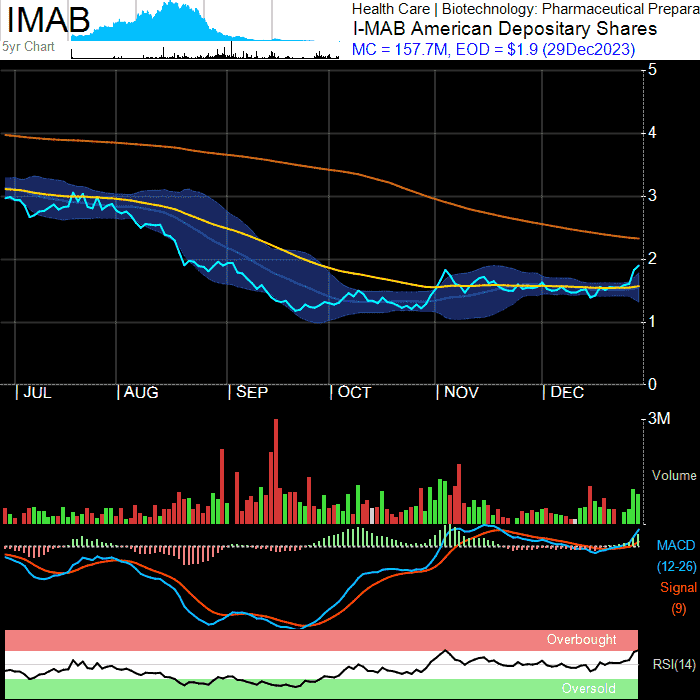 IMAB
5yr Chart
Health Care | Biotechnology: Pharmaceutical Prepara
I-MAB American Depositary Shares
MC = 157.7M, EOD = $1.9 (29Dec2023)
5
4
3
2
1
0
| JUL | AUG | SEP | OCT | NOV | DEC
3M
Volume
MACD
(12-26)
Signal
(9)
Overbought
RSI(14)
Oversold